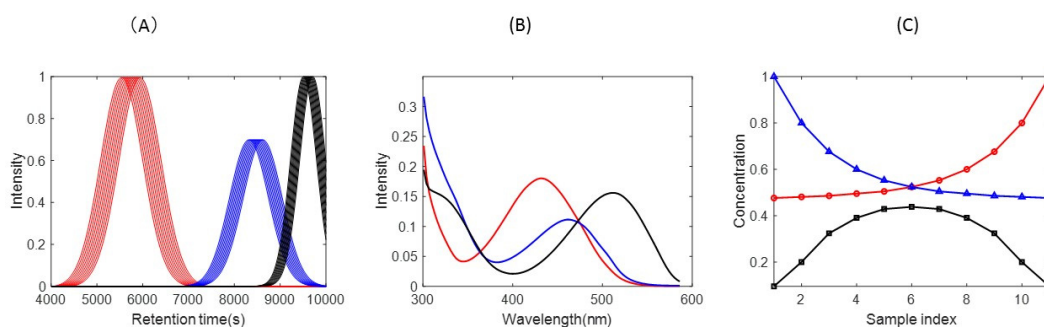 （A）
(B)
(C)
1
0.8
0.6
0.4
0.2
0
Intensity
4000 5000 6000 7000 8000 9000 10000
Retention time(s)
0.3
0.25
0.2
0.15
0.1
0.05
0
Intensity
300 400 500 600
Wavelength(nm)
1
0.8
0.6
0.4
0.2
Concentration
2 4 6 8 10
Sample index